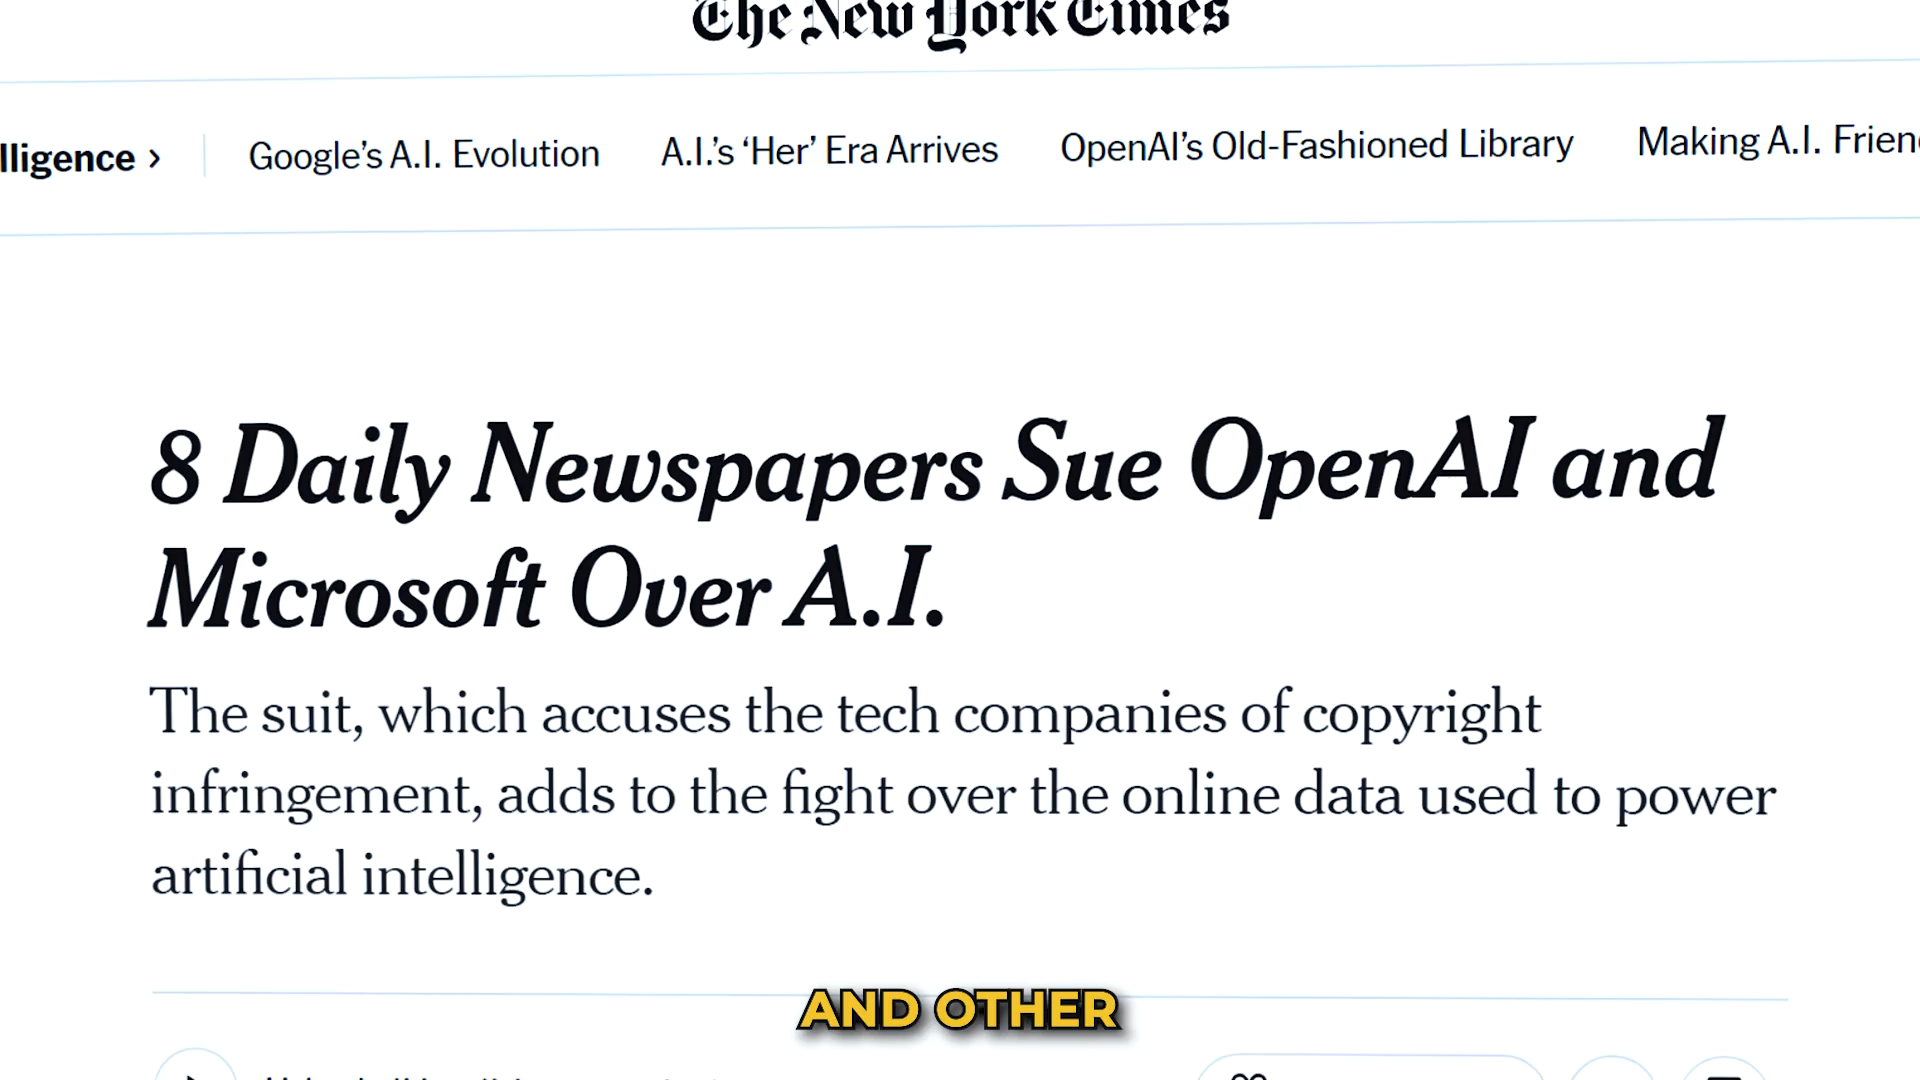 The New York Times
lligence > Google's A.I. Evolution A.I.'s ‘Her’ Era Arrives OpenAI's Old-Fashioned Library Making A.I. Frien
8 Daily Newspapers Sue OpenAI and
Microsoft Over A.I.
The suit, which accuses the tech companies of copyright
infringement, adds to the fight over the online data used to power
artificial intelligence.
AND OTHER